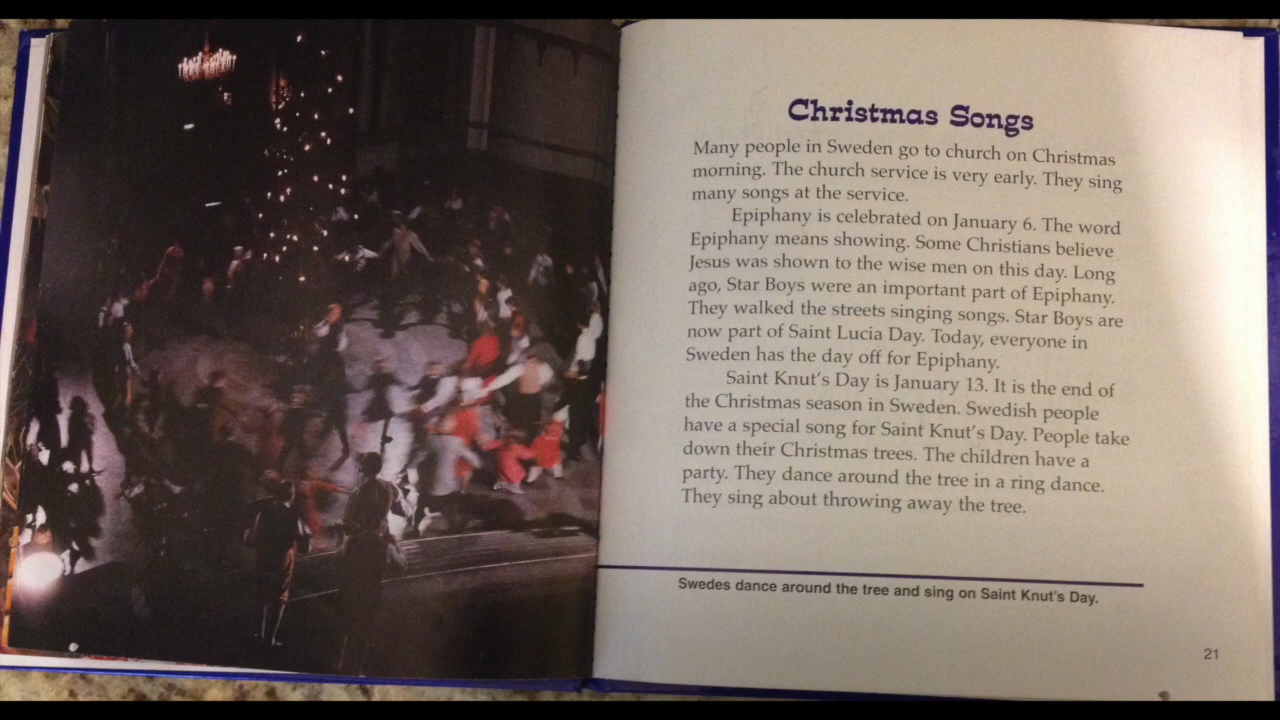 Christmas Songs
Many people in Sweden go to church on Christmas
morning. The church service is very early. They sing
many songs at the service.
Epiphany is celebrated on January 6. The word
Epiphany means showing. Some Christians believe
Jesus was shown to the wise men on this day. Long
ago, Star Boys were an important part of Epiphany.
They walked the streets singing songs. Star Boys are
now part of Saint Lucia Day. Today, everyone in
Sweden has the day off for Epiphany.
Saint Knut's Day is January 13. It is the end of
the Christmas season in Sweden. Swedish people
have a special song for Saint Knut's Day. People take
down their Christmas trees. The children have a
party. They dance around the tree in a ring dance.
They sing about throwing away the tree.
Swedes dance around the tree and sing on Saint Knut's Day.
21